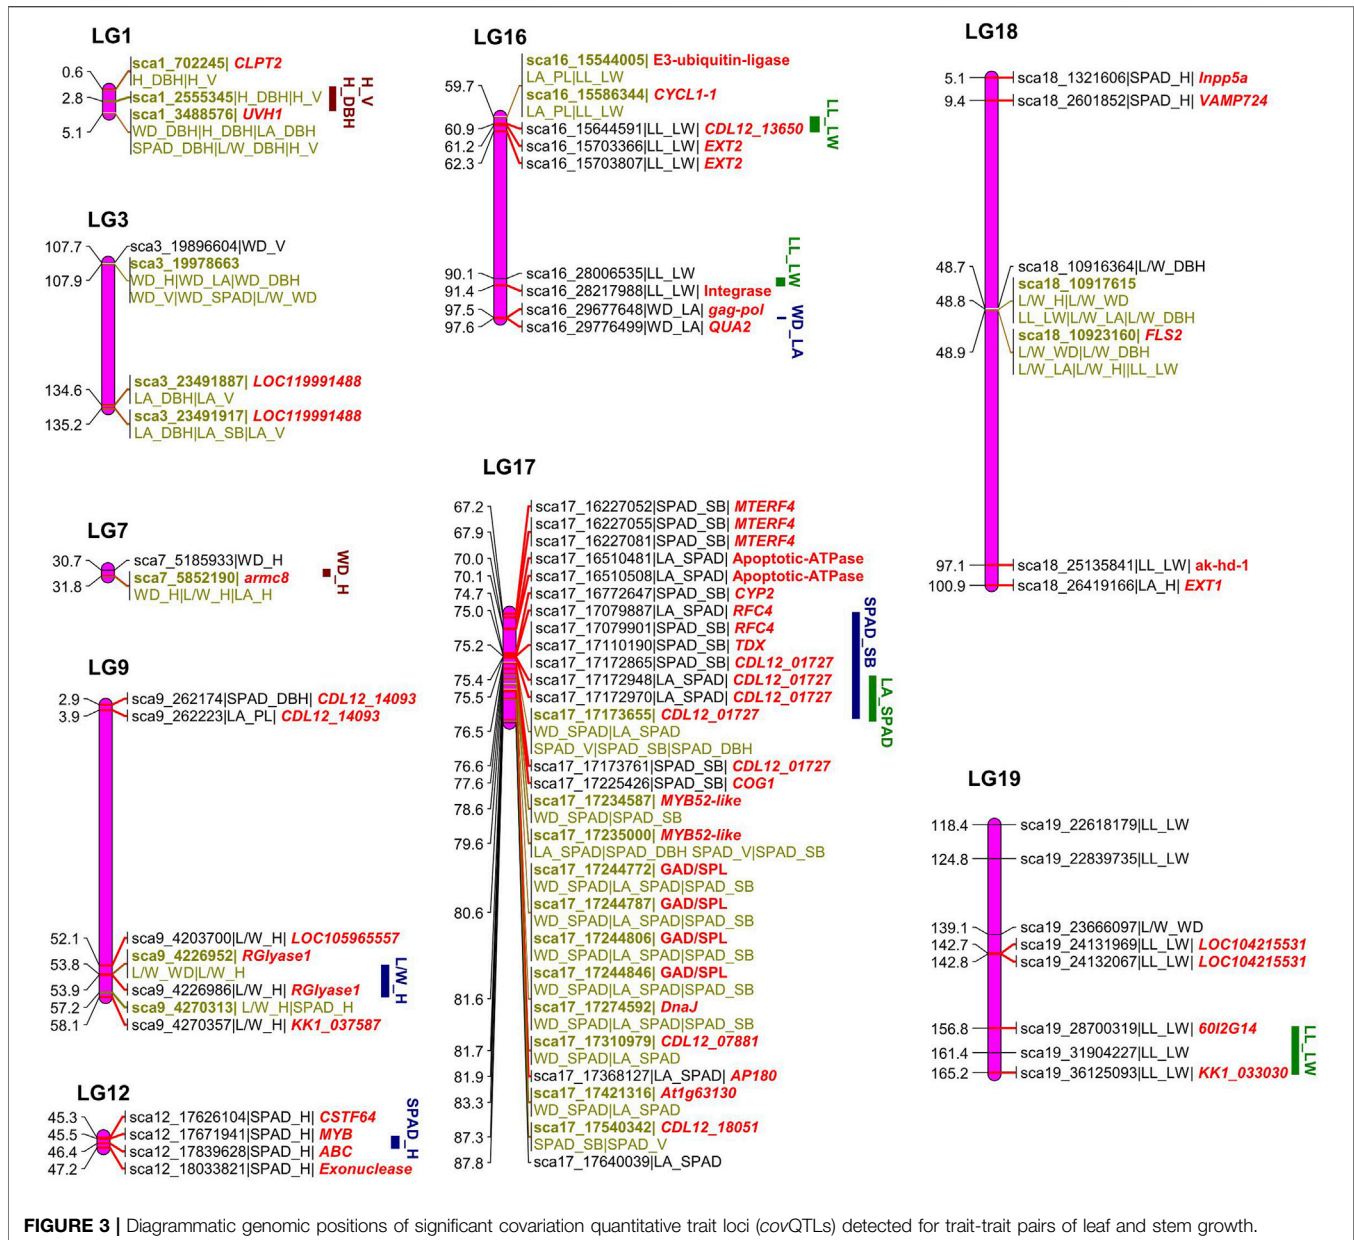 LG1
0.6
2.8
5.1
sca1_702245| CLPT2
H_DBH|H_V
sca1_2555345|H_DBH|H_V
sca1_3488576| UVH1
WD_DBH|H_DBH|LA_DBH
SPAD_DBH|L/W_DBH|H_V
H_V
H_DBH
LG3
107.7
107.9
134.6
135.2
sca3_19896604|WD_V
sca3_19978663
WD_H|WD_LA|WD_DBH
WD_V|WD_SPAD|L/W_WD
sca3_23491887| LOC119991488
LA_DBH|LA_V
sca3_23491917| LOC119991488
LA_DBH|LA_SB|LA_V
LG7
30.7
31.8
sca7_5185933|WD_H
sca7_5852190| armc8
WD_H|L/W_H|LA_H
WD_H
LG9
2.9
3.9
52.1
53.8
53.9
57.2
58.1
sca9_262174|SPAD_DBH| CDL12_14093
sca9_262223|LA_PL| CDL12_14093
sca9_4203700|L/W_H| LOC105965557
sca9_4226952| RGlyase1
L/W_WD|L/W_H
sca9_4226986|L/W_H| RGlyase1
sca9_4270313| L/W_H|SPAD_H
sca9_4270357|L/W_H| KK1_037587
L/W_H
LG12
45.3
45.5
46.4
47.2
sca12_17626104|SPAD_H| CSTF64
sca12_17671941|SPAD_H| MYB
sca12_17839628|SPAD_H| ABC
sca12_18033821|SPAD_H| Exonuclease
SPAD_H
LG16
59.7
60.9
61.2
62.3
90.1
91.4
97.5
97.6
sca16_15544005| E3-ubiquitin-ligase
LA_PL|LL_LW
sca16_15586344| CYCL1-1
LA_PL|LL_LW
sca16_15644591|LL_LW| CDL12_13650
sca16_15703366|LL_LW| EXT2
sca16_15703807|LL_LW| EXT2
sca16_28006535|LL_LW
sca16_28217988|LL_LW| Integrase
sca16_29677648|WD_LA| gag-pol
sca16_29776499|WD_LA| QUA2
LL_LW
LL_LW
WD_LA
LG17
67.2
67.9
70.0
70.1
74.7
75.0
75.2
75.4
75.5
76.5
76.6
77.6
78.6
79.6
80.6
81.6
81.7
81.9
83.3
87.3
87.8
sca17_16227052|SPAD_SB| MTERF4
sca17_16227055|SPAD_SB| MTERF4
sca17_16227081|SPAD_SB| MTERF4
sca17_16510481|LA_SPAD| Apoptotic-ATPase
sca17_16510508|LA_SPAD| Apoptotic-ATPase
sca17_16772647|SPAD_SB| CYP2
sca17_17079887|LA_SPAD| RFC4
sca17_17079901|SPAD_SB| RFC4
sca17_17110190|SPAD_SB| TDX
sca17_17172865|SPAD_SB| CDL12_01727
sca17_17172948|LA_SPAD| CDL12_01727
sca17_17172970|LA_SPAD| CDL12_01727
sca17_17173655| CDL12_01727
WD_SPAD|LA_SPAD
SPAD_V|SPAD_SB|SPAD_DBH
sca17_17173761|SPAD_SB| CDL12_01727
sca17_17225426|SPAD_SB| COG1
sca17_17234587| MYB52-like
WD_SPAD|SPAD_SB
sca17_17235000| MYB52-like
LA_SPAD|SPAD_DBH SPAD_V|SPAD_SB
sca17_17244772| GAD/SPL
WD_SPAD|LA_SPAD|SPAD_SB
sca17_17244787| GAD/SPL
WD_SPAD|LA_SPAD|SPAD_SB
sca17_17244806| GAD/SPL
WD_SPAD|LA_SPAD|SPAD_SB
sca17_17244846| GAD/SPL
WD_SPAD|LA_SPAD|SPAD_SB
sca17_17274592| DnaJ
WD_SPAD|LA_SPAD|SPAD_SB
sca17_17310979| CDL12_07881
WD_SPAD|LA_SPAD
sca17_17368127|LA_SPAD| AP180
sca17_17421316| At1g63130
WD_SPAD|LA_SPAD
sca17_17540342| CDL12_18051
SPAD_SB|SPAD_V
sca17_17640039|LA_SPAD
SPAD_SB
LA_SPAD
LG18
5.1
9.4
48.7
48.8
48.9
97.1
100.9
sca18_1321606|SPAD_H| Inpp5a
sca18_2601852|SPAD_H| VAMP724
sca18_10916364|L/W_DBH
sca18_10917615
L/W_H|L/W_WD
LL_LW|L/W_LA|L/W_DBH
sca18_10923160| FLS2
L/W_WD|L/W_DBH
L/W_LA|L/W_H||LL_LW
sca18_25135841|LL_LW| ak-hd-1
sca18_26419166|LA_H| EXT1
LG19
118.4
124.8
139.1
142.7
142.8
156.8
161.4
165.2
sca19_22618179|LL_LW
sca19_22839735|LL_LW
sca19_23666097|L/W_WD
sca19_24131969|LL_LW| LOC104215531
sca19_24132067|LL_LW| LOC104215531
sca19_28700319|LL_LW| 60I2G14
sca19_31904227|LL_LW
sca19_36125093|LL_LW| KK1_033030
LL_LW
FIGURE 3 | Diagrammatic genomic positions of significant covariation quantitative trait loci (covQTLs) detected for trait-trait pairs of leaf and stem growth.